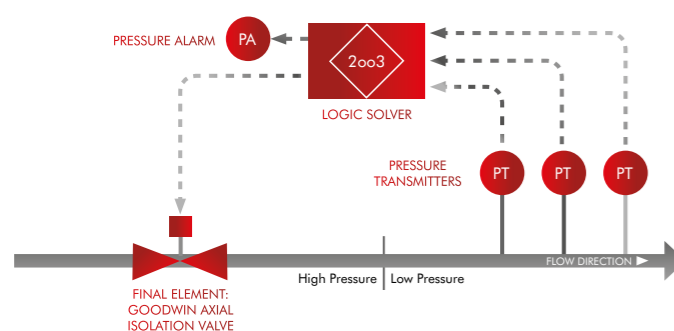 PRESSURE ALARM
PA
2oo3
LOGIC SOLVER
PRESSURE
TRANSMITTERS
PT
PT
PT
FLOW DIRECTION
High Pressure
Low Pressure
FINAL ELEMENT:
GOODWIN AXIAL
ISOLATION VALVE